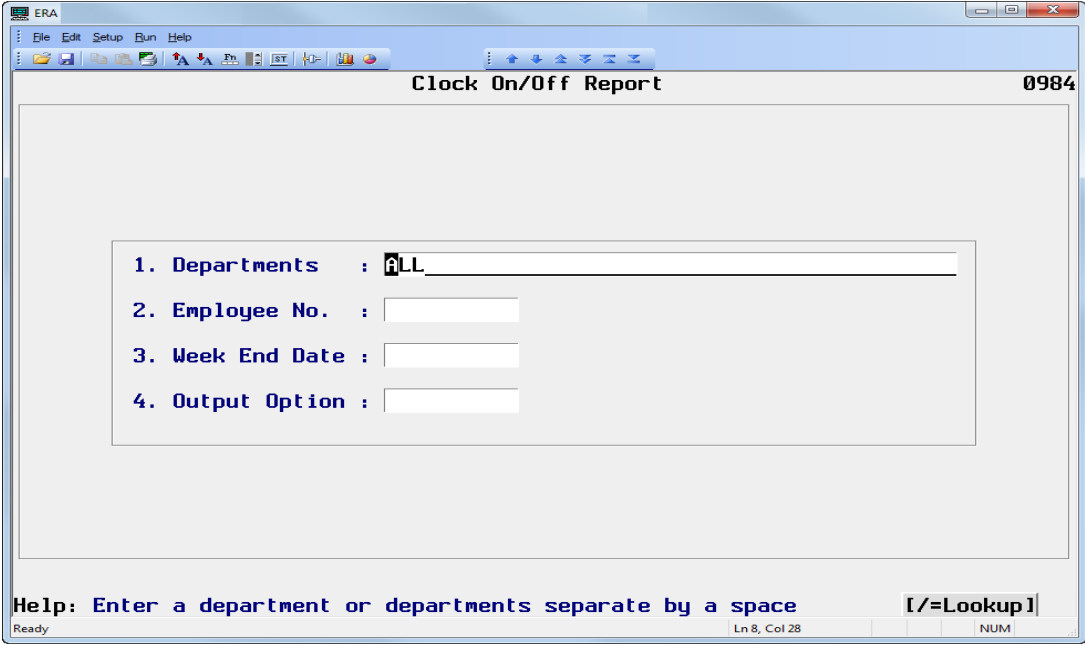 ERA
File Edit Setup Run Help
Fn ST
Clock On/Off Report 0984
1. Departments : ALL
2. Employee No. :
3. Week End Date :
4. Output Option :
Help: Enter a department or departments separate by a space [/=Lookup]
Ready Ln 8, Col 28 NUM